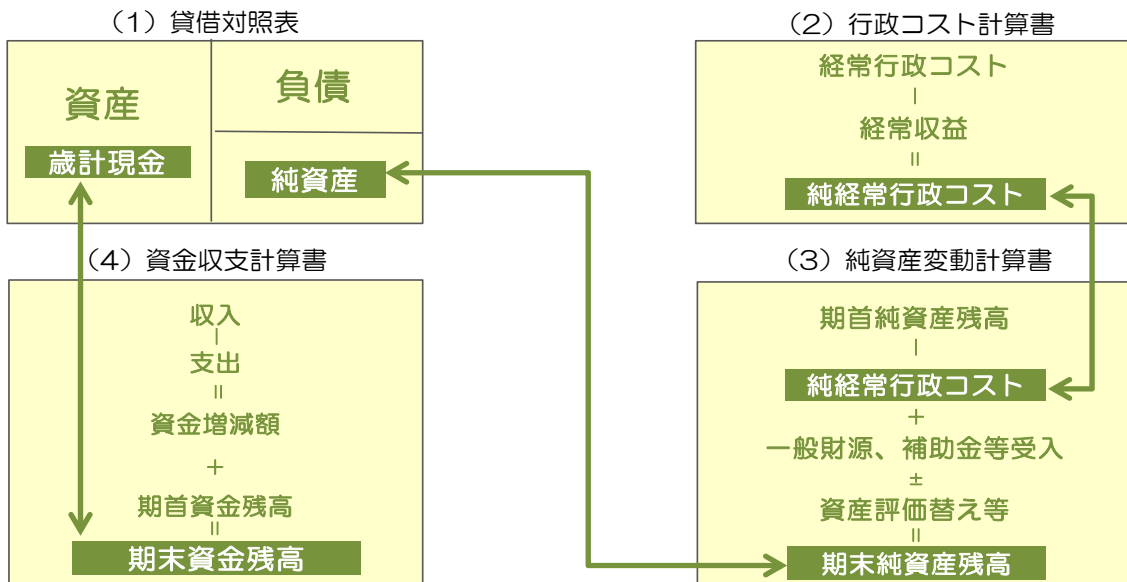 (1)貸借対照表
資産
歳計現金
負債
純資産
(2)行政コスト計算書
経常行政コスト
－
経常収益
＝
純経常行政コスト
(4)資金収支計算書
収入
－
支出
＝
資金増減額
＋
期首資金残高
＝
期末資金残高
(3)純資産変動計算書
期首純資産残高
－
純経常行政コスト
＋
一般財源、補助金等受入
±
資産評価替え等
＝
期末純資産残高